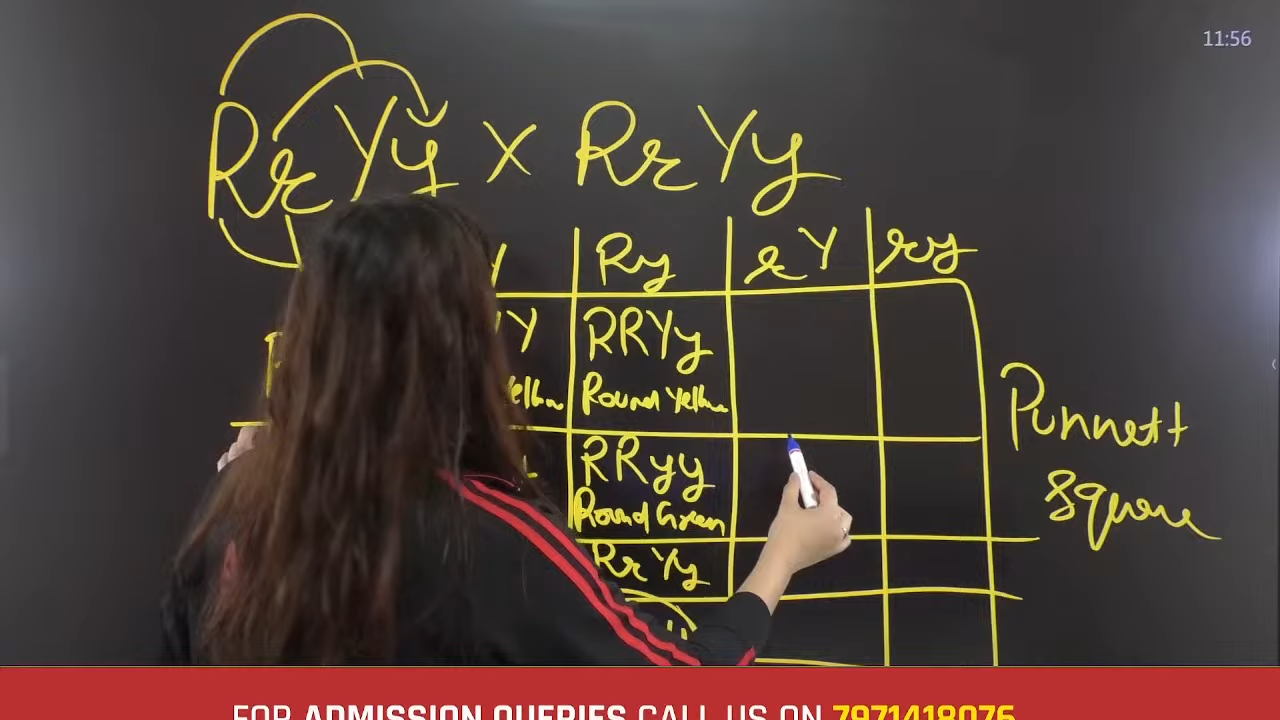 11:56
RrYy X RrYy
Ry rY ry
Y RRYy
Yellow Round Yellow
RRyy
Round Green
RrYy
Punnett
Square
FOR ADMISSION QUERIES CALL US ON 7971418076